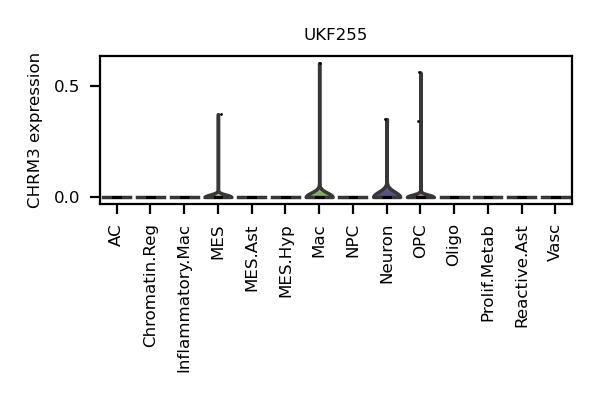 UKF255
CHRM3 expression
0.5
0.0
AC
Chromatin.Reg
Inflammatory.Mac
MES
MES.Ast
MES.Hyp
Mac
NPC
Neuron
OPC
Oligo
Prolif.Metab
Reactive.Ast
Vasc